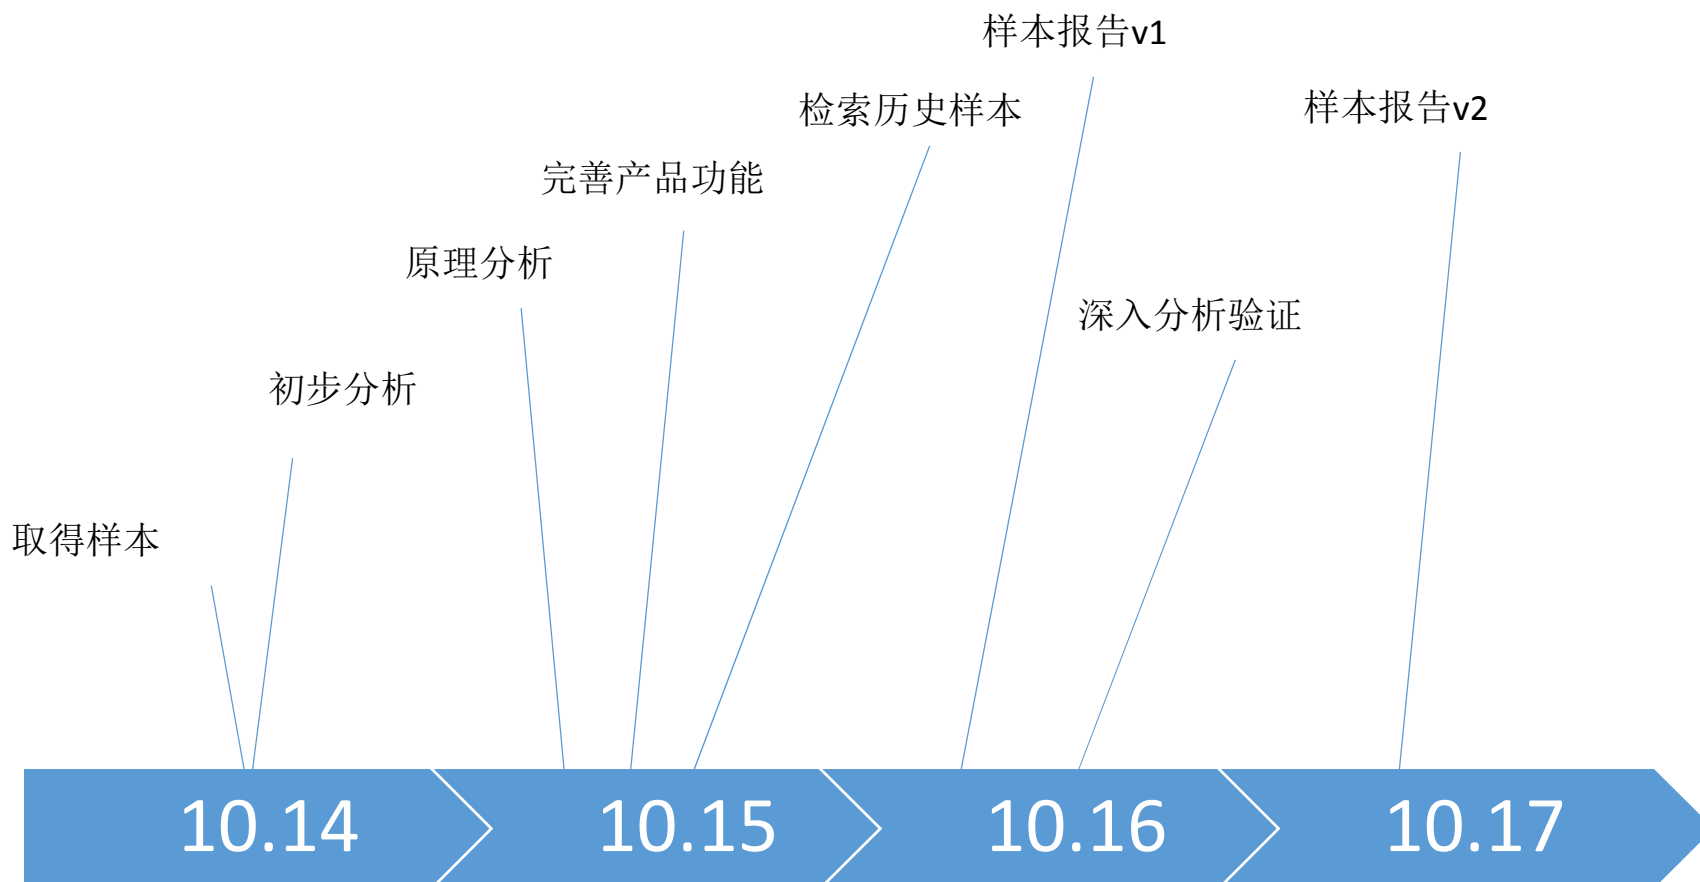 样本报告v1
检索历史样本
样本报告v2
完善产品功能
原理分析
深入分析验证
初步分析
取得样本
10.14
10.15
10.16
10.17